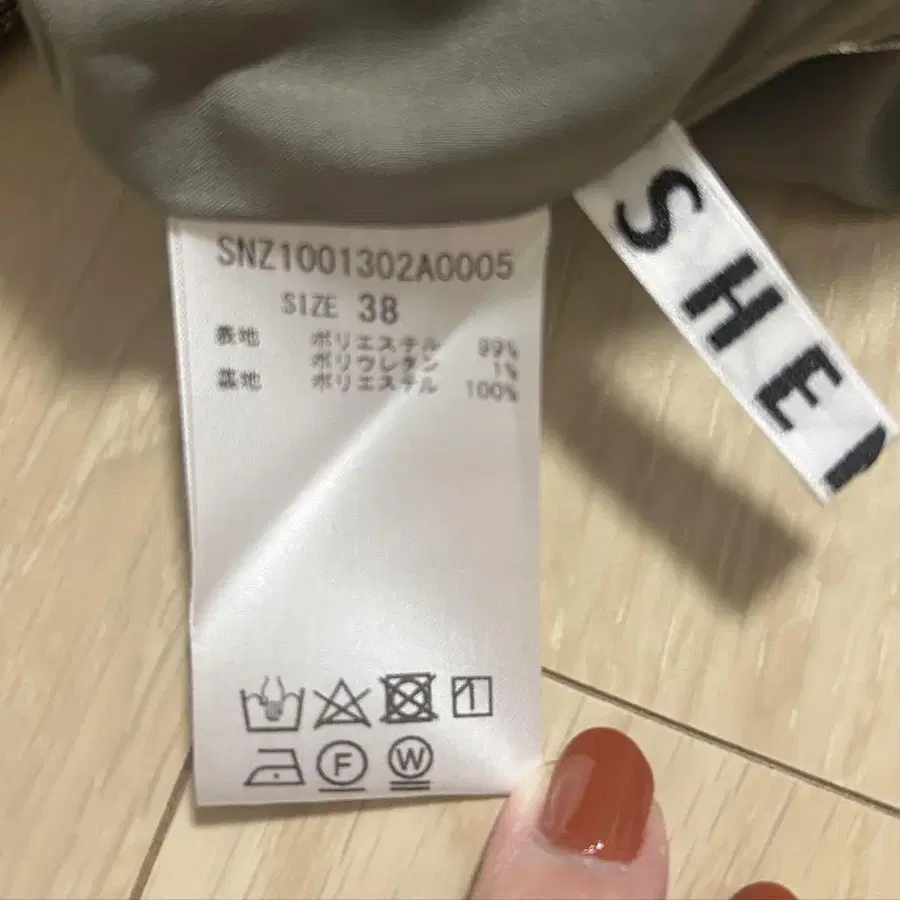 SNZ1001302A0005
SIZE 38
表地 ポリエステル 99%
ポリウレタン 1%
裏地 ポリエステル 100%
F W
SHE